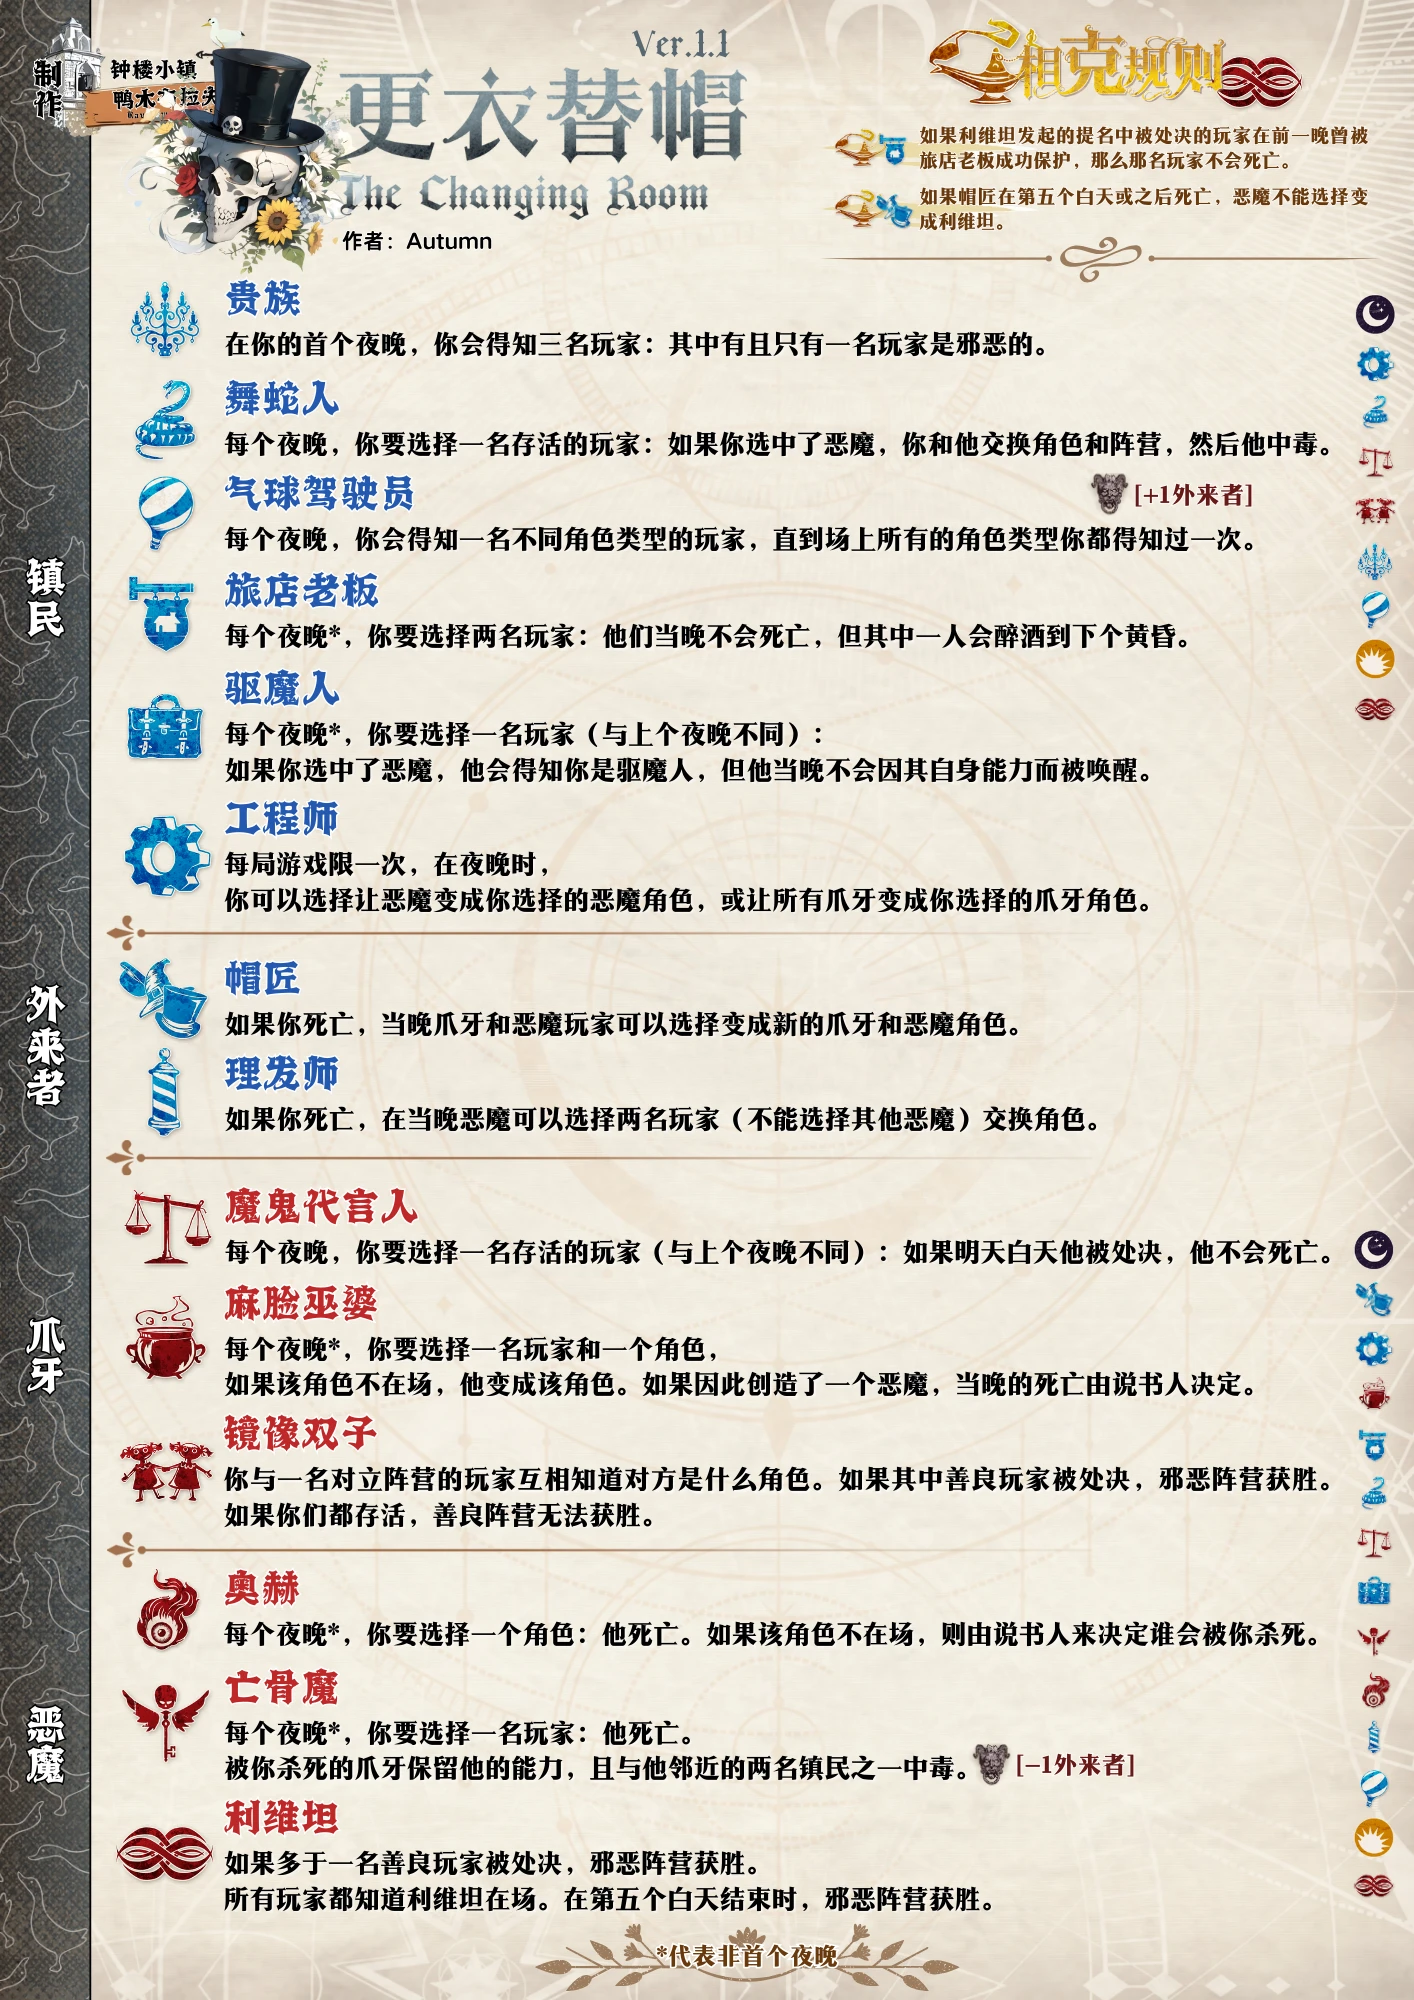 制作
钟楼小镇
Ver.1.1
更衣替帽
The Changing Room
作者：Autumn
相克规则
如果利维坦发起的提名中被处决的玩家在前一晚曾被
旅店老板成功保护，那么那名玩家不会死亡。
如果帽匠在第五个白天或之后死亡，恶魔不能选择变
成利维坦。
镇民
贵族
在你的首个夜晚，你会得知三名玩家：其中有且只有一名玩家是邪恶的。
舞蛇人
每个夜晚，你要选择一名存活的玩家：如果你选中了恶魔，你和他交换角色和阵营，然后他中毒。
气球驾驶员
[+1外来者]
每个夜晚，你会得知一名不同角色类型的玩家，直到场上所有的角色类型你都得知过一次。
旅店老板
每个夜晚*，你要选择两名玩家：他们当晚不会死亡，但其中一人会醉酒到下个黄昏。
驱魔人
每个夜晚*，你要选择一名玩家（与上个夜晚不同）：
如果你选中了恶魔，他会得知你是驱魔人，但他当晚不会因其自身能力而被唤醒。
工程师
每局游戏限一次，在夜晚时，
你可以选择让恶魔变成你选择的恶魔角色，或让所有爪牙变成你选择的爪牙角色。
外来者
帽匠
如果你死亡，当晚爪牙和恶魔玩家可以选择变成新的爪牙和恶魔角色。
理发师
如果你死亡，在当晚恶魔可以选择两名玩家（不能选择其他恶魔）交换角色。
爪牙
魔鬼代言人
每个夜晚，你要选择一名存活的玩家（与上个夜晚不同）：如果明天白天他被处决，他不会死亡。
麻脸巫婆
每个夜晚*，你要选择一名玩家和一个角色，
如果该角色不在场，他变成该角色。如果因此创造了一个恶魔，当晚的死亡由说书人决定。
镜像双子
你与一名对立阵营的玩家互相知道对方是什么角色。如果其中善良玩家被处决，邪恶阵营获胜。
如果你们都存活，善良阵营无法获胜。
恶魔
奥赫
每个夜晚*，你要选择一个角色：他死亡。如果该角色不在场，则由说书人来决定谁会被你杀死。
亡骨魔
每个夜晚*，你要选择一名玩家：他死亡。
被你杀死的爪牙保留他的能力，且与他邻近的两名镇民之一中毒。[−1外来者]
利维坦
如果多于一名善良玩家被处决，邪恶阵营获胜。
所有玩家都知道利维坦在场。在第五个白天结束时，邪恶阵营获胜。
*代表非首个夜晚